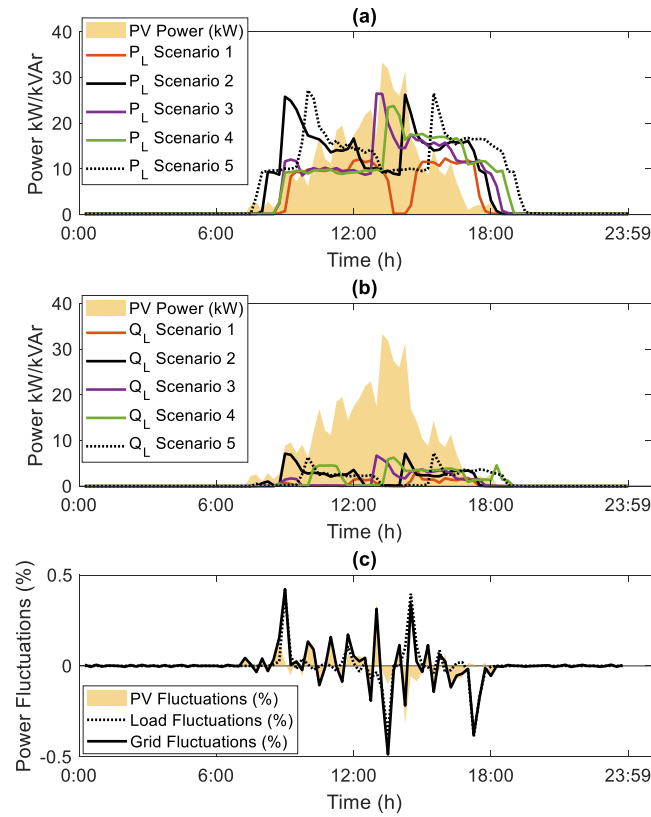 (a)
Power kW/kVAr
40
30
20
10
0
PV Power (kW)
P_L Scenario 1
P_L Scenario 2
P_L Scenario 3
P_L Scenario 4
P_L Scenario 5
0:00 6:00 12:00 18:00 23:59
Time (h)
(b)
Power kW/kVAr
40
30
20
10
0
PV Power (kW)
Q_L Scenario 1
Q_L Scenario 2
Q_L Scenario 3
Q_L Scenario 4
Q_L Scenario 5
0:00 6:00 12:00 18:00 23:59
Time (h)
(c)
Power Fluctuations (%)
0.5
0
-0.5
PV Fluctuations (%)
Load Fluctuations (%)
Grid Fluctuations (%)
0:00 6:00 12:00 18:00 23:59
Time (h)